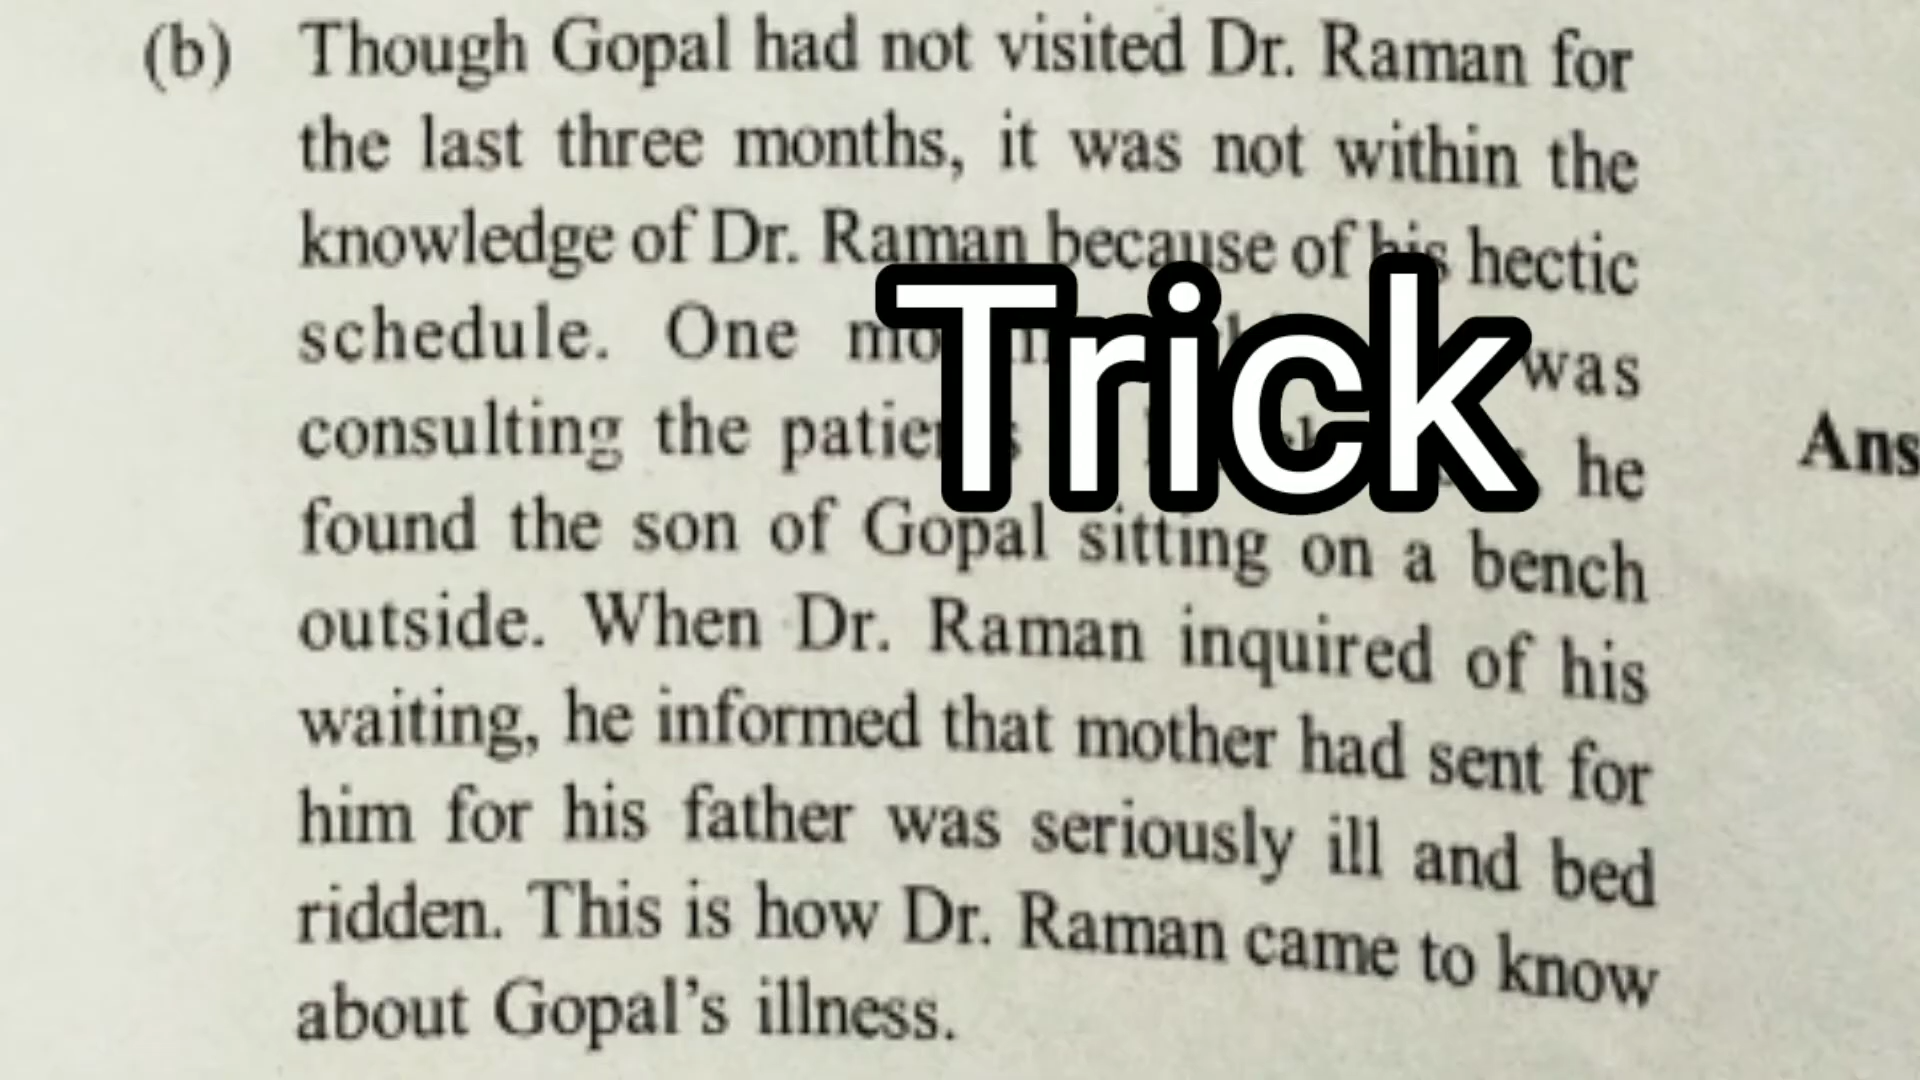 (b) Though Gopal had not visited Dr. Raman for
the last three months, it was not within the
knowledge of Dr. Raman because of his hectic
schedule. One was
consulting the he
found the son of Gopal sitting on a bench
outside. When Dr. Raman inquired of his
waiting, he informed that mother had sent for
him for his father was seriously ill and bed
ridden. This is how Dr. Raman came to know
about Gopal's illness.
Trick
Ans